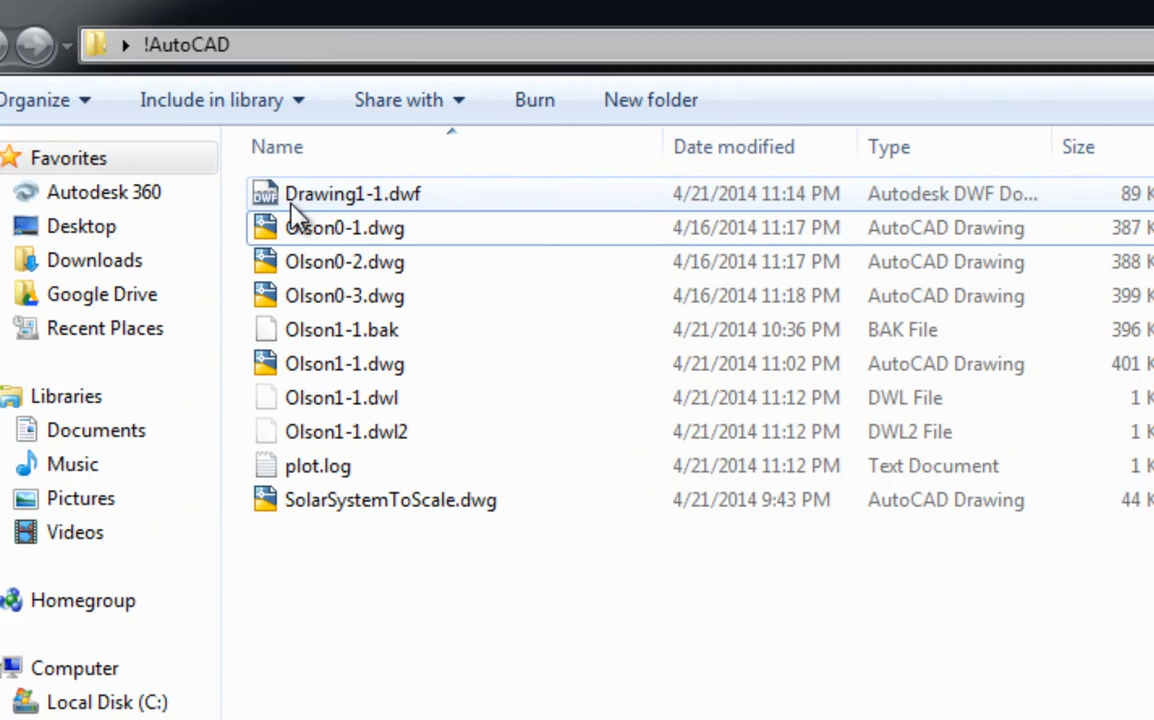 !AutoCAD
Organize Include in library Share with Burn New folder
Name Date modified Type Size
Favorites
Autodesk 360
Desktop
Downloads
Google Drive
Recent Places
Libraries
Documents
Music
Pictures
Videos
Homegroup
Computer
Local Disk (C:)
DWF Drawing1-1.dwf 4/21/2014 11:14 PM Autodesk DWF Do... 89 K
Olson0-1.dwg 4/16/2014 11:17 PM AutoCAD Drawing 387 K
Olson0-2.dwg 4/16/2014 11:17 PM AutoCAD Drawing 388 K
Olson0-3.dwg 4/16/2014 11:18 PM AutoCAD Drawing 399 K
Olson1-1.bak 4/21/2014 10:36 PM BAK File 396 K
Olson1-1.dwg 4/21/2014 11:02 PM AutoCAD Drawing 401 K
Olson1-1.dwl 4/21/2014 11:12 PM DWL File 1 K
Olson1-1.dwl2 4/21/2014 11:12 PM DWL2 File 1 K
plot.log 4/21/2014 11:12 PM Text Document 1 K
SolarSystemToScale.dwg 4/21/2014 9:43 PM AutoCAD Drawing 44 K